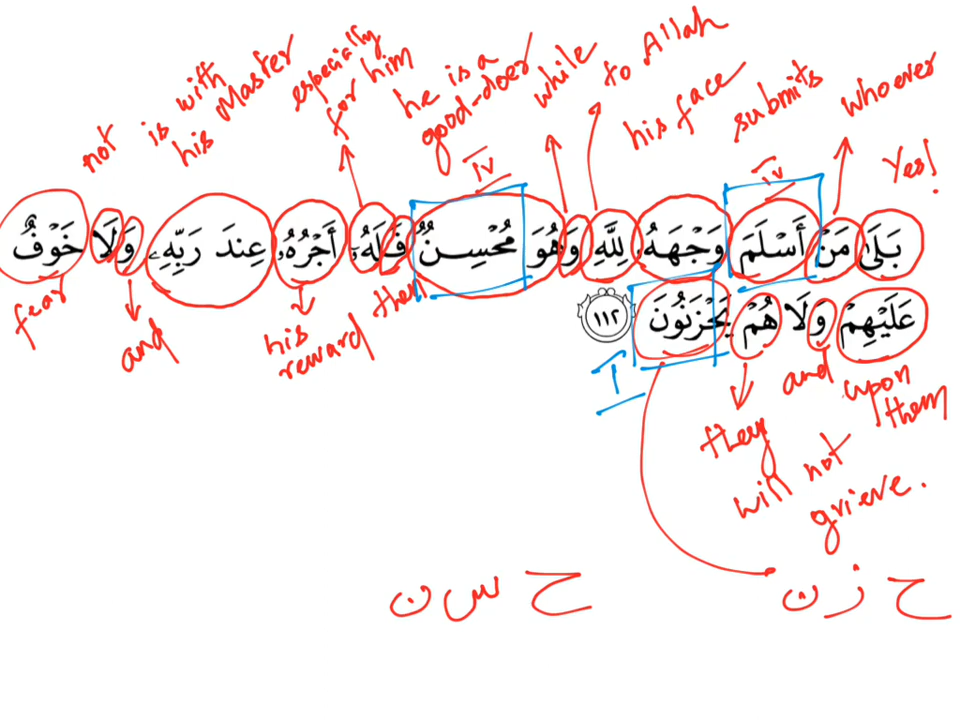 not is with his Master
especially for him
he is a good-doer
while
to Allah
his face
submits
whoever
Yes!
IV
IV
بَلَىٰ مَنْ أَسْلَمَ وَجْهَهُۥ لِلَّهِ وَهُوَ مُحْسِنٌ فَلَهُۥٓ أَجْرُهُۥ عِندَ رَبِّهِۦ وَلَا خَوْفٌ
fear
and
his reward
then
عَلَيْهِمْ وَلَا هُمْ يَحْزَنُونَ ١١٢
I
they
and
upon them
will not grieve.
ح س ن
ح ز ن